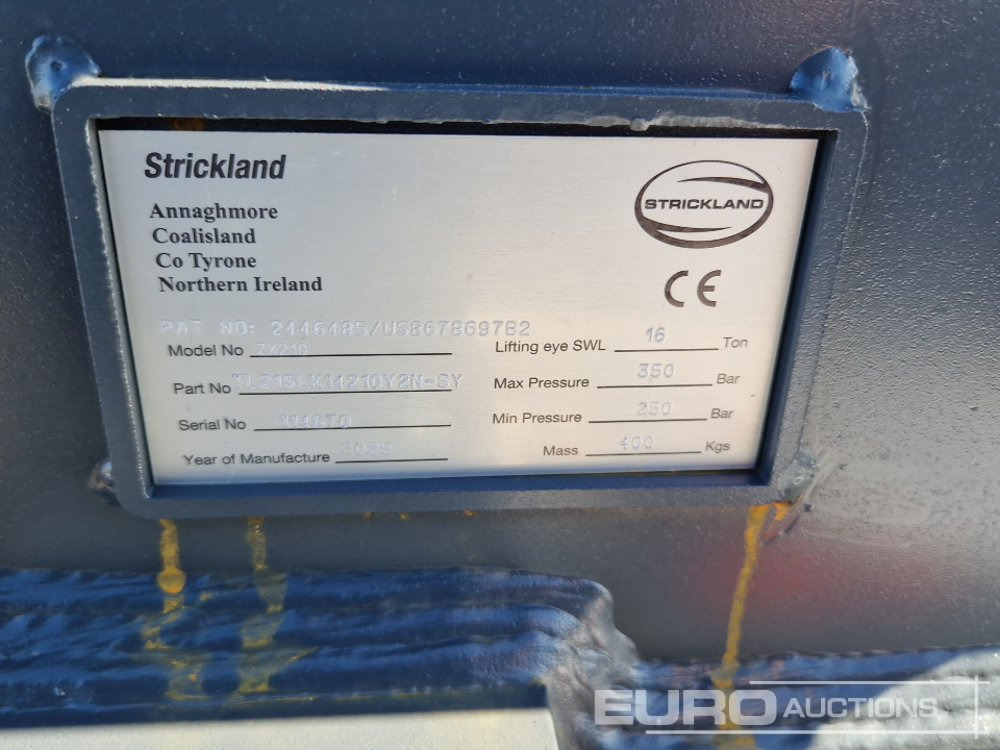 Strickland
STRICKLAND
Annaghmore
Coalisland
Co Tyrone
Northern Ireland
CE
PAT NO: 2446485/US8678697B2
Model No ZX210
Lifting eye SWL 16 Ton
Part No
Max Pressure 350 Bar
Serial No 114870
Min Pressure 250 Bar
Year of Manufacture
Mass 400 Kgs
EURO AUCTIONS